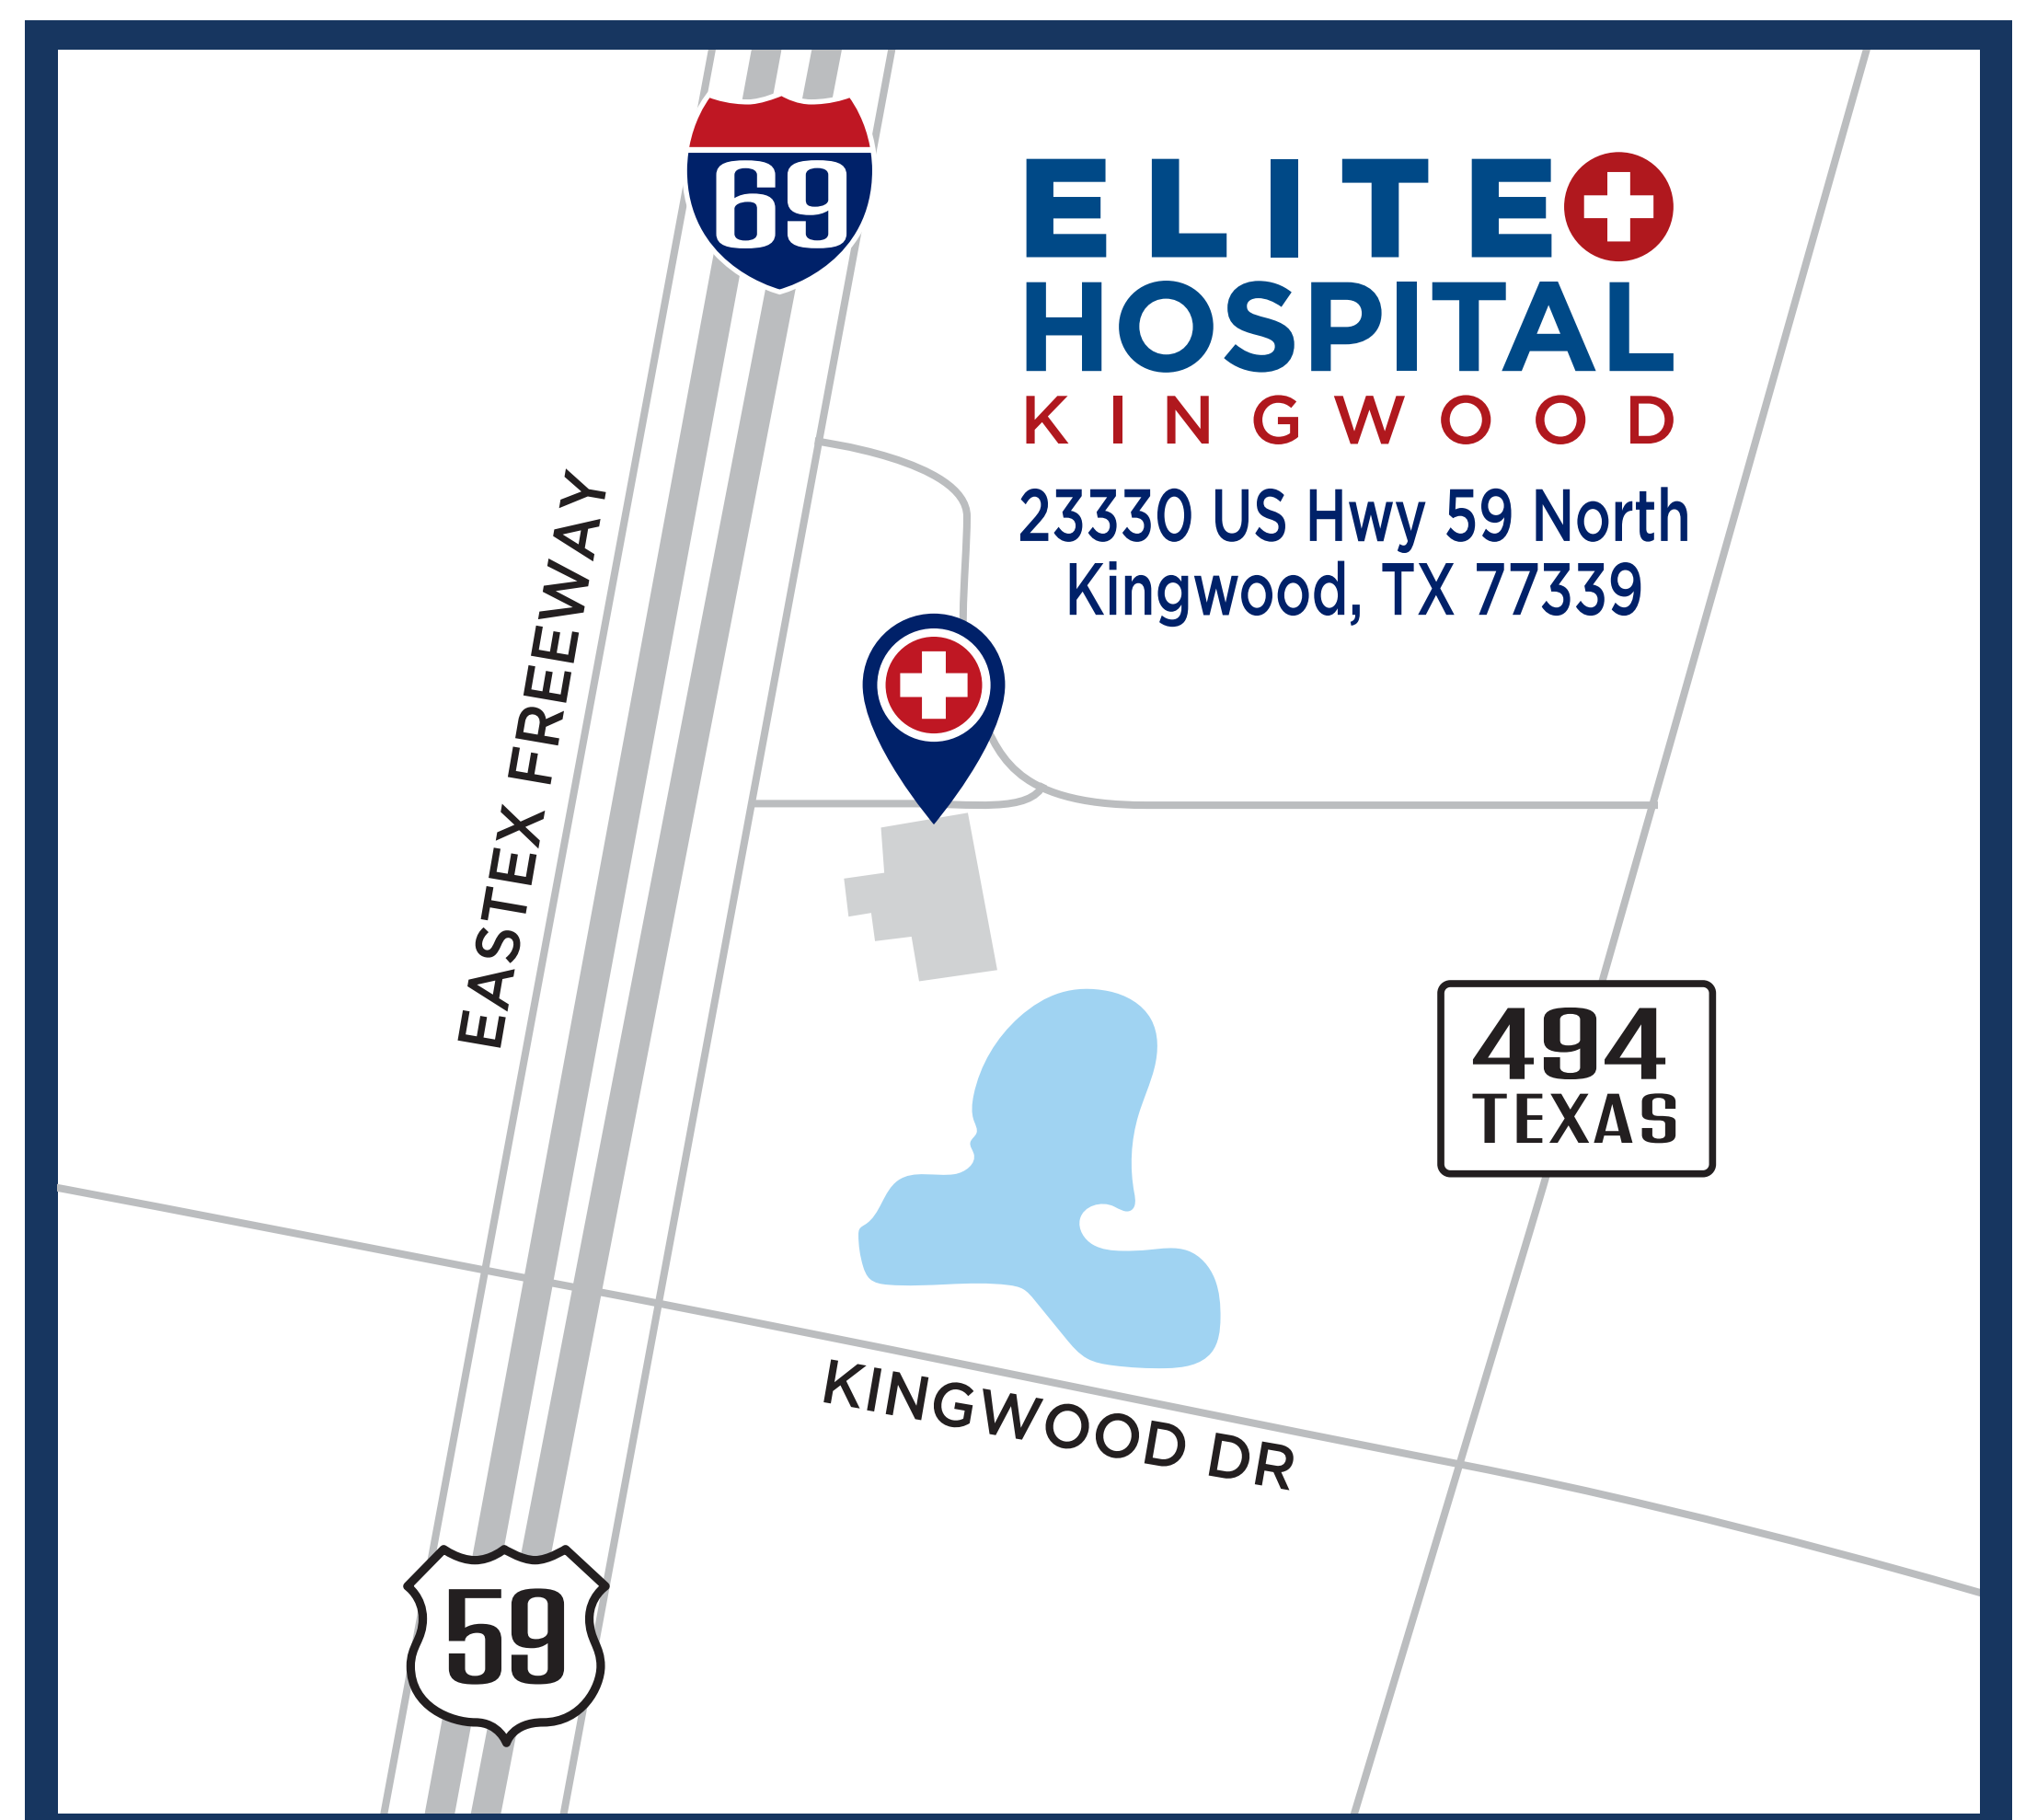 69
ELITE
HOSPITAL
KINGWOOD
23330 US Hwy 59 North
Kingwood, TX 77339
EASTEX FREEWAY
494
TEXAS
KINGWOOD DR
59